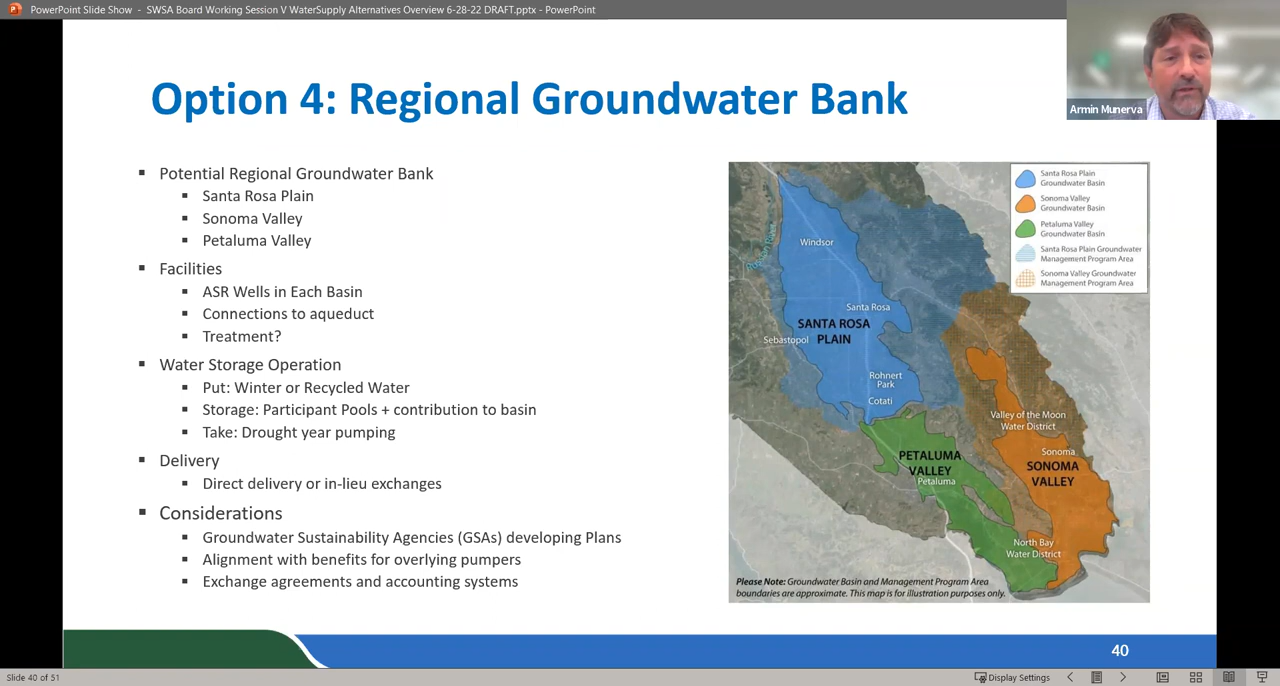 PowerPoint Slide Show - SWSA Board Working Session V WaterSupply Alternatives Overview 6-28-22 DRAFT.pptx - PowerPoint
Armin Munerva
Option 4: Regional Groundwater Bank
▪ Potential Regional Groundwater Bank
▪ Santa Rosa Plain
▪ Sonoma Valley
▪ Petaluma Valley
▪ Facilities
▪ ASR Wells in Each Basin
▪ Connections to aqueduct
▪ Treatment?
▪ Water Storage Operation
▪ Put: Winter or Recycled Water
▪ Storage: Participant Pools + contribution to basin
▪ Take: Drought year pumping
▪ Delivery
▪ Direct delivery or in-lieu exchanges
▪ Considerations
▪ Groundwater Sustainability Agencies (GSAs) developing Plans
▪ Alignment with benefits for overlying pumpers
▪ Exchange agreements and accounting systems
Santa Rosa Plain
Groundwater Basin
Sonoma Valley
Groundwater Basin
Petaluma Valley
Groundwater Basin
Santa Rosa Plain Groundwater
Management Program Area
Sonoma Valley Groundwater
Management Program Area
Windsor
Santa Rosa
SANTA ROSA
PLAIN
Sebastopol
Rohnert
Park
Cotati
Valley of the Moon
Water District
Sonoma
SONOMA
VALLEY
PETALUMA
VALLEY
Petaluma
North Bay
Water District
Please Note: Groundwater Basin and Management Program Area
boundaries are approximate. This map is for illustration purposes only.
40
Slide 40 of 51
Display Settings